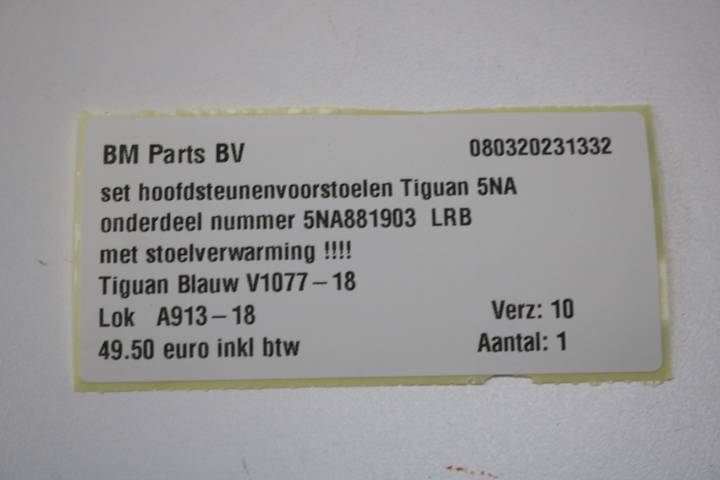 BM Parts BV 080320231332
set hoofdsteunenvoorstoelen Tiguan 5NA
onderdeel nummer 5NA881903 LRB
met stoelverwarming !!!!
Tiguan Blauw V1077-18
Lok A913-18 Verz: 10
49.50 euro inkl btw Aantal: 1